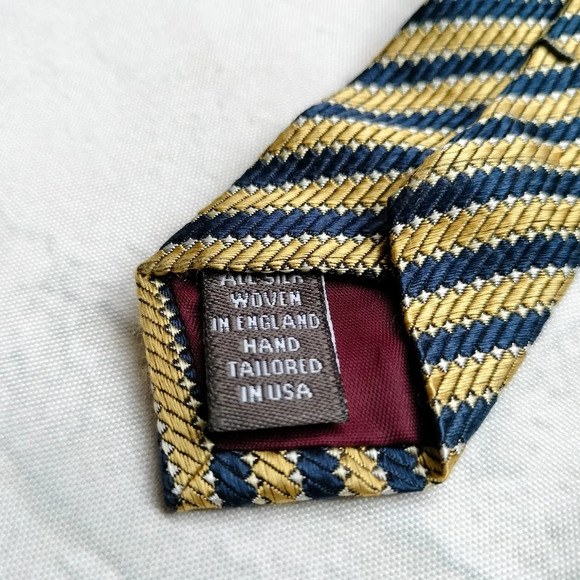 ALL SILK
WOVEN
IN ENGLAND
HAND
TAILORED
IN USA